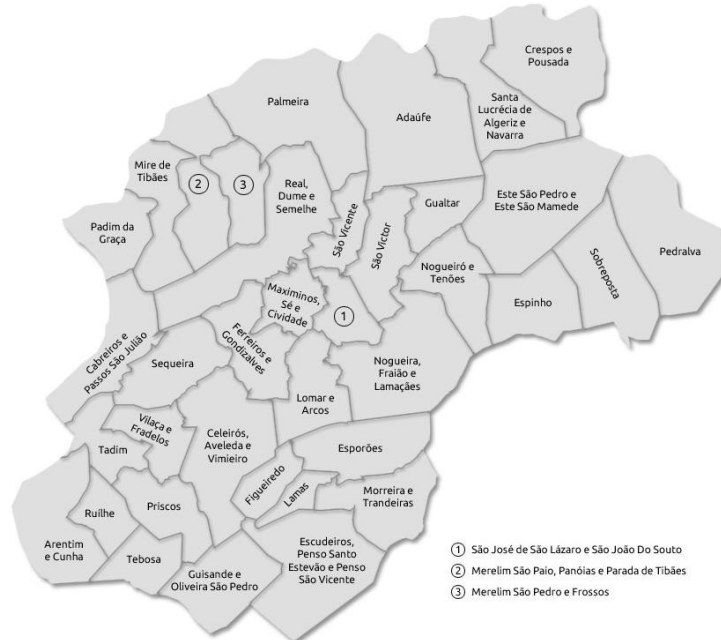 Crespos e
Pousada
Palmeira
Santa
Lucrécia de
Algeriz e
Navarra
Adaúfe
Mire de
Tibães
2
3
Real,
Dume e
Semelhe
Gualtar
Este São Pedro e
Este São Mamede
Padim da
Graça
São Vicente
São Victor
Pedralva
Nogueiró e
Tenões
Sobreposta
Espinho
Maximinos,
Sé e
Cividade
1
Cabreiros e
Passos São Julião
Ferreiros e
Gondizalves
Sequeira
Nogueira,
Fraião e
Lamaçães
Lomar e
Arcos
Vilaça e
Fradelos
Celeirós,
Aveleda e
Vimieiro
Tadim
Esporões
Figueiredo
Lamas
Morreira e
Trandeiras
Priscos
Ruílhe
Arentim
e Cunha
Tebosa
Guisande e
Oliveira São Pedro
Escudeiros,
Penso Santo
Estevão e Penso
São Vicente
1 São José de São Lázaro e São João Do Souto
2 Merelim São Paio, Panóias e Parada de Tibães
3 Merelim São Pedro e Frossos